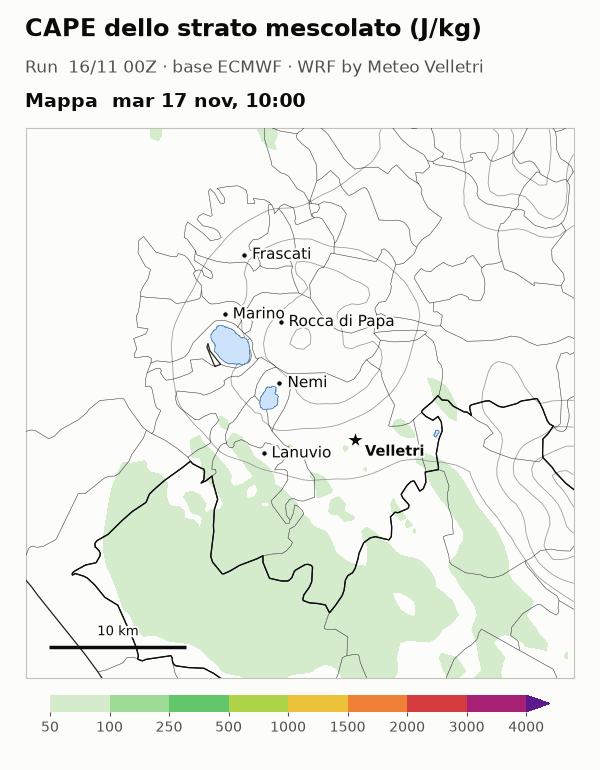 CAPE dello strato mescolato (J/kg)
Run  16/11 00Z · base ECMWF · WRF by Meteo Velletri
Mappa  mar 17 nov, 10:00
Frascati
Marino
Rocca di Papa
Nemi
Velletri
Lanuvio
10 km
50 100 250 500 1000 1500 2000 3000 4000